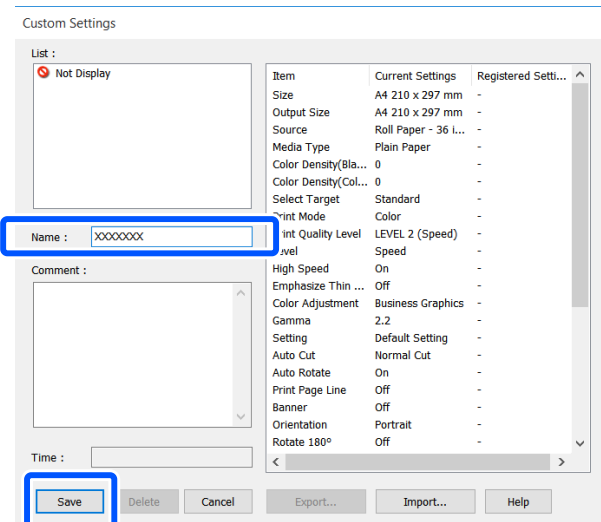 Custom Settings
List :
Not Display
Name : XXXXXXX
Comment :
Time :
Item Current Settings Registered Setti...
Size A4 210 x 297 mm -
Output Size A4 210 x 297 mm -
Source Roll Paper - 36 i... -
Media Type Plain Paper -
Color Density(Bla... 0 -
Color Density(Col... 0 -
Select Target Standard -
Print Mode Color -
Print Quality Level LEVEL 2 (Speed) -
Level Speed -
High Speed On -
Emphasize Thin ... Off -
Color Adjustment Business Graphics -
Gamma 2.2 -
Setting Default Setting -
Auto Cut Normal Cut -
Auto Rotate On -
Print Page Line Off -
Banner Off -
Orientation Portrait -
Rotate 180° Off -
Save Delete Cancel Export... Import... Help